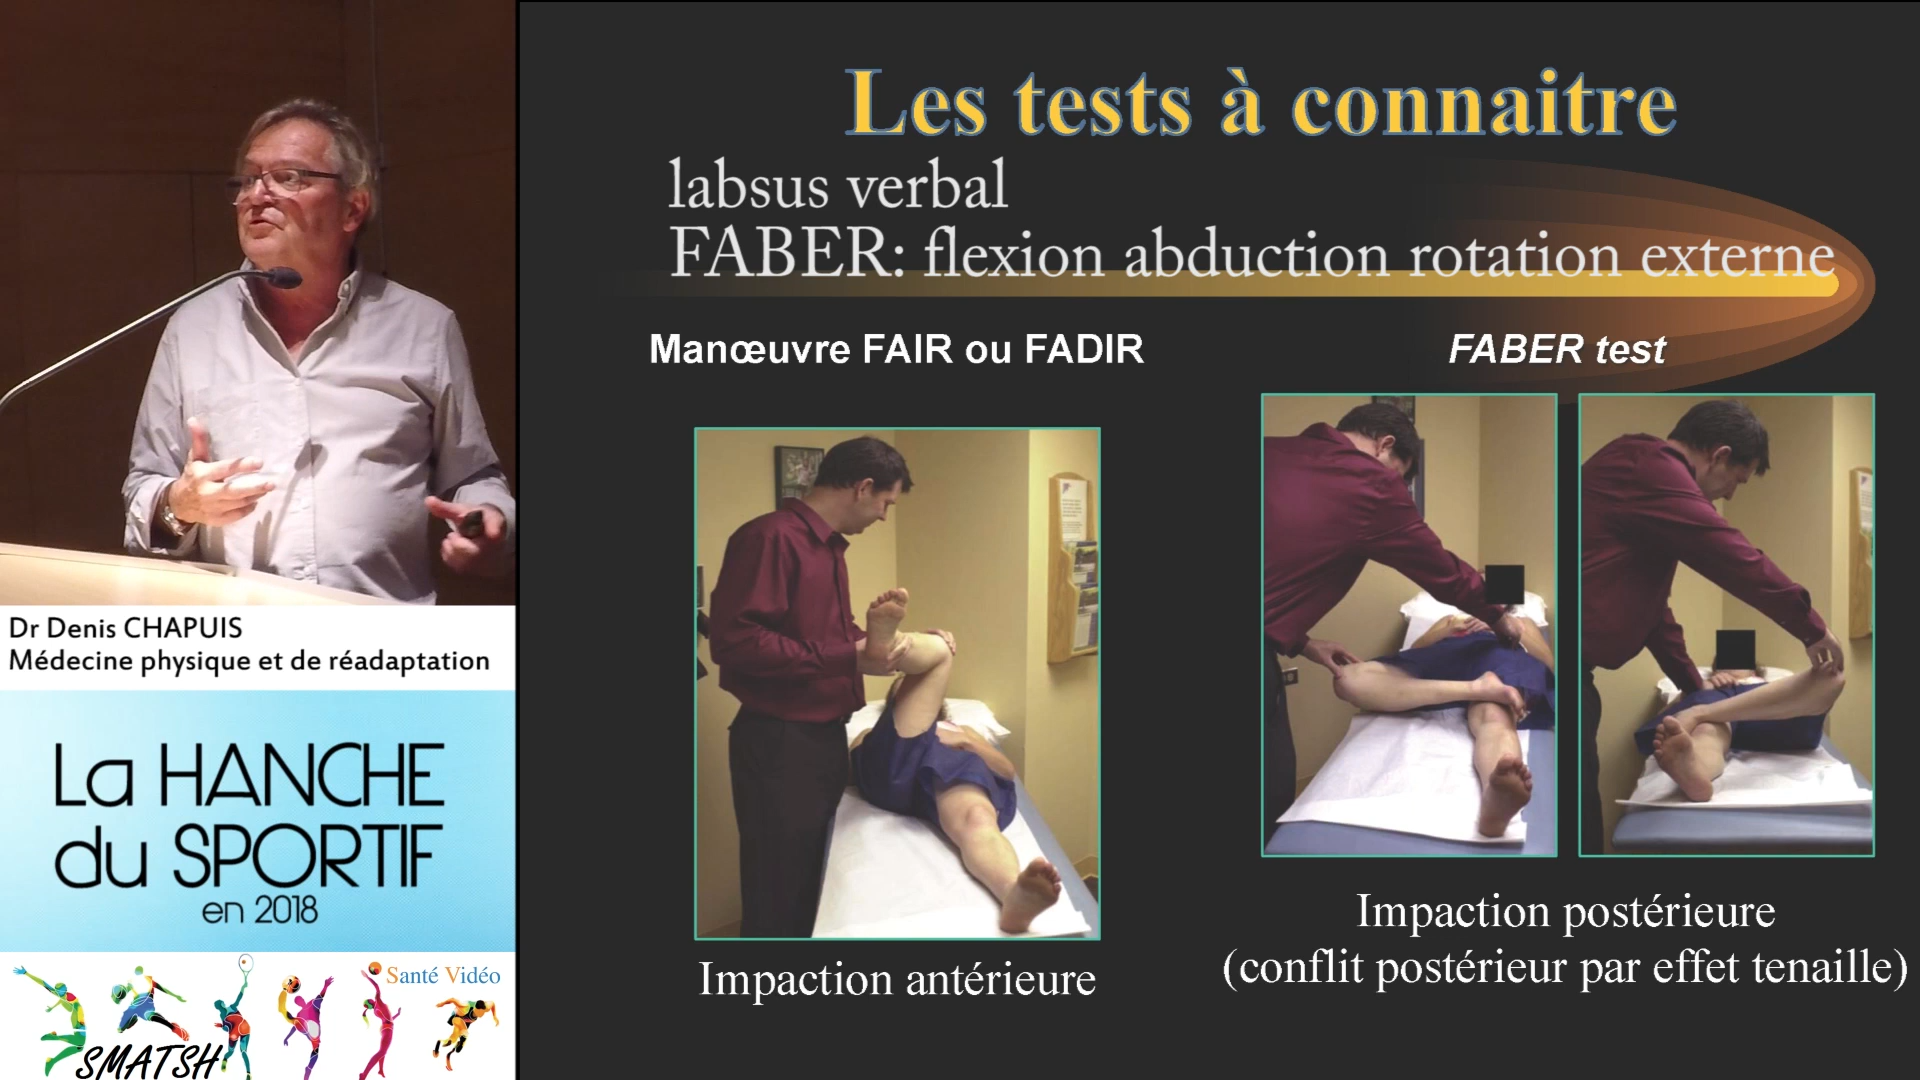 Les tests à connaitre
labsus verbal
FABER: flexion abduction rotation externe
Manœuvre FAIR ou FADIR
FABER test
Impaction antérieure
Impaction postérieure
(conflit postérieur par effet tenaille)
Dr Denis CHAPUIS
Médecine physique et de réadaptation
La HANCHE
du SPORTIF
en 2018
Santé Vidéo
SMATSH